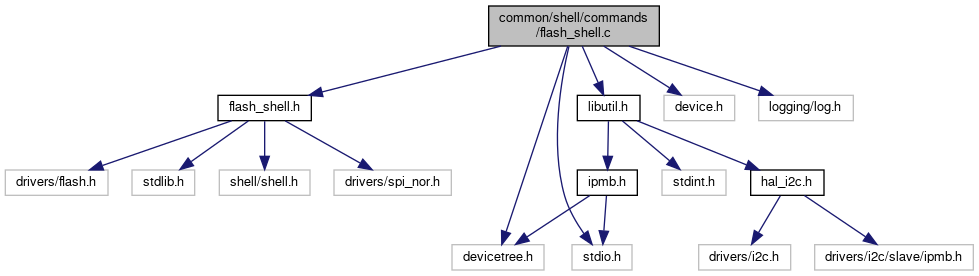 common/shell/commands
/flash_shell.c
flash_shell.h
libutil.h
device.h
logging/log.h
drivers/flash.h
stdlib.h
shell/shell.h
drivers/spi_nor.h
ipmb.h
stdint.h
hal_i2c.h
devicetree.h
stdio.h
drivers/i2c.h
drivers/i2c/slave/ipmb.h